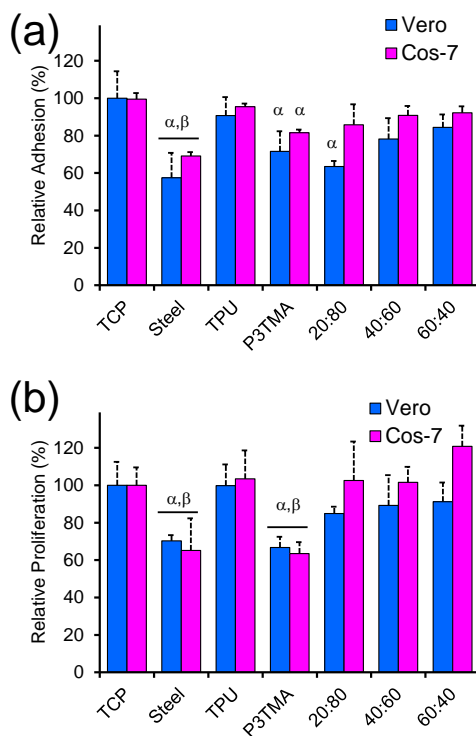 (a)
Vero
Cos-7
Relative Adhesion (%)
120
100
80
60
40
20
0
α,β
α α
α
TCP
Steel
TPU
P3TMA
20:80
40:60
60:40
(b)
Vero
Cos-7
Relative Proliferation (%)
120
100
80
60
40
20
0
α,β
α,β
TCP
Steel
TPU
P3TMA
20:80
40:60
60:40